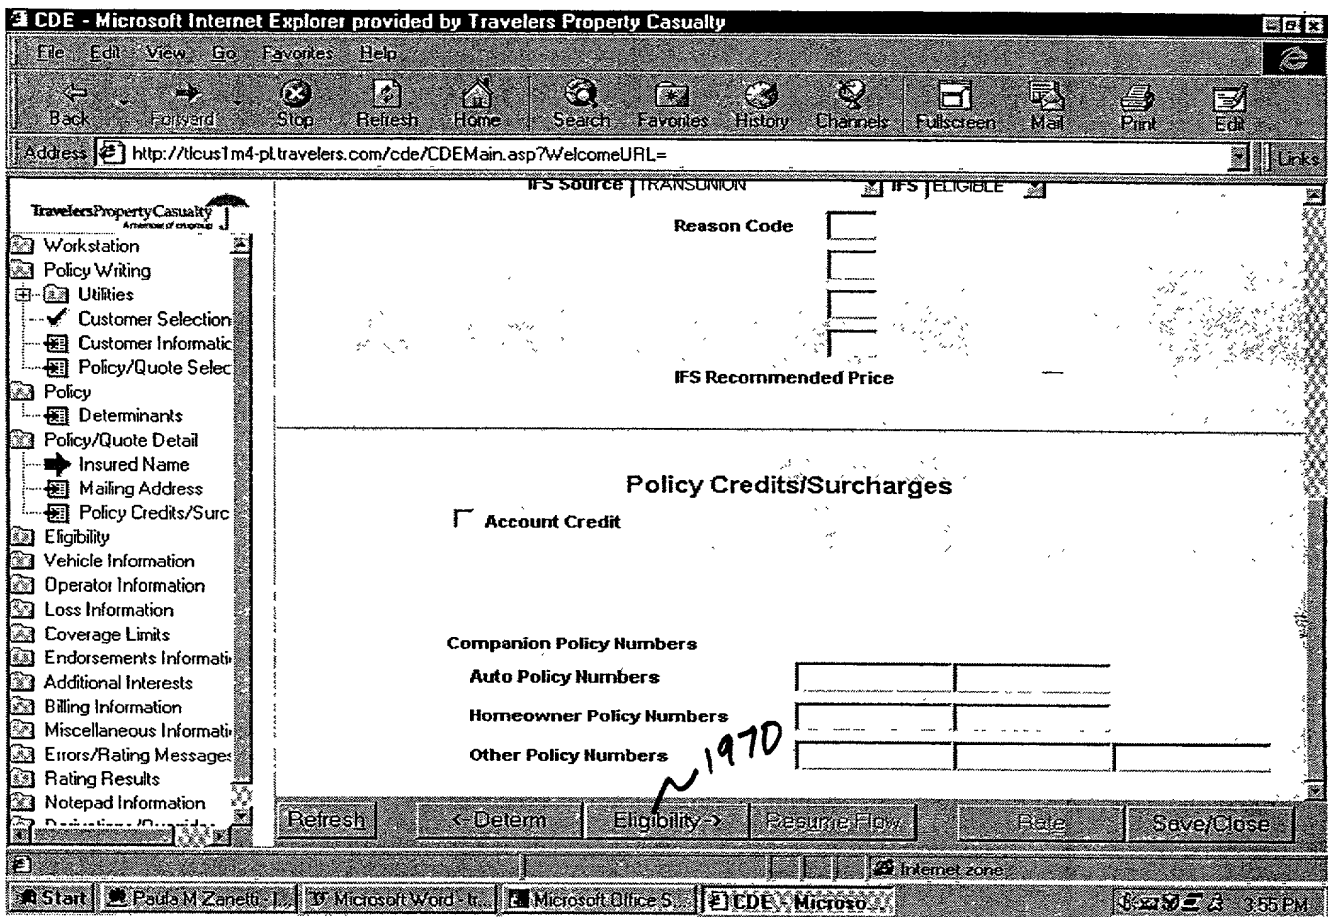 CDE - Microsoft Internet Explorer provided by Travelers Property Casualty
File Edit View Go Favorites Help
Back Forward Stop Refresh Home Search Favorites History Channels Fullscreen Mail Print Edit
Address http://tlcus1m4-pl.travelers.com/cde/CDEMain.asp?WelcomeURL= Links
IFS Source TRANSUNION IFS ELIGIBLE
TravelersPropertyCasualty
A member of citigroup
Reason Code
Workstation
Policy Writing
Utilities
Customer Selection
Customer Informatic
Policy/Quote Selec
IFS Recommended Price
Policy
Determinants
Policy/Quote Detail
Insured Name
Mailing Address
Policy Credits/Surc
Policy Credits/Surcharges
Account Credit
Eligibility
Vehicle Information
Operator Information
Loss Information
Coverage Limits
Endorsements Informati
Additional Interests
Billing Information
Miscellaneous Informati
Errors/Rating Messages
Rating Results
Notepad Information
Companion Policy Numbers
Auto Policy Numbers
Homeowner Policy Numbers
Other Policy Numbers
1970
Refresh <-Determ Eligibility-> Resume Flow Rate Save/Close
Internet zone
Start Paula M Zanetti - I... Microsoft Word - tr... Microsoft Office S... CDE - Microso... 3:55 PM